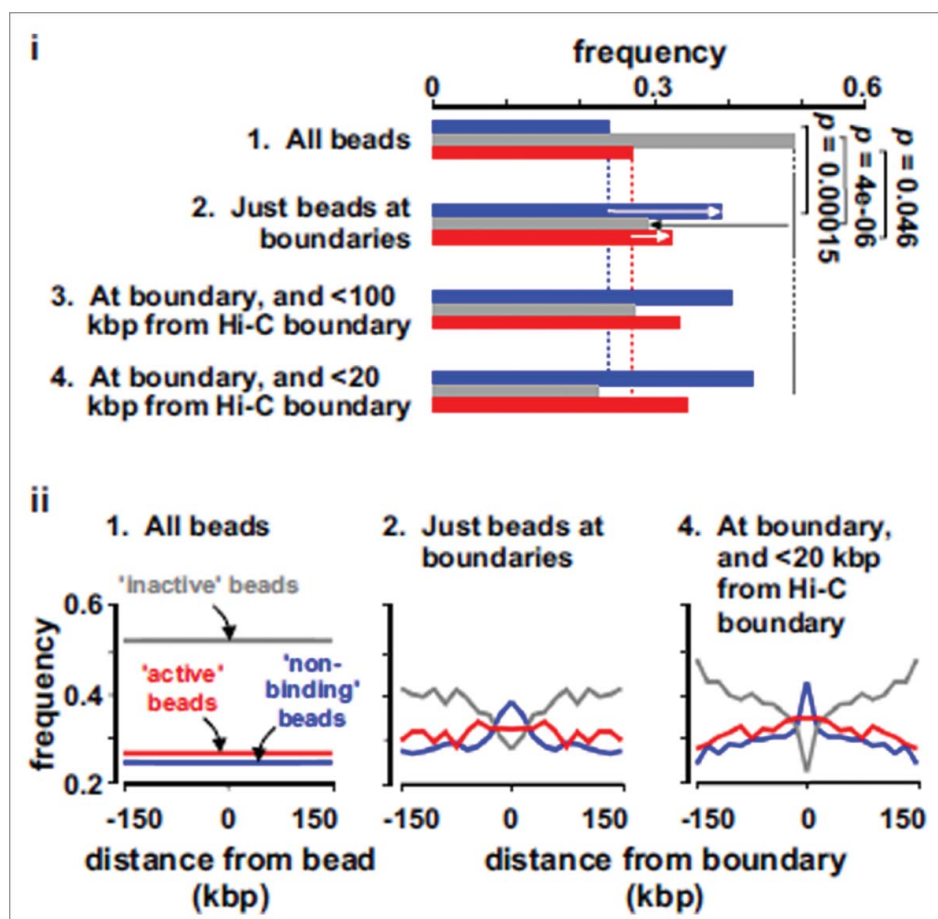 i
frequency
0 0.3 0.6
1. All beads
2. Just beads at
boundaries
3. At boundary, and <100
kbp from Hi-C boundary
4. At boundary, and <20
kbp from Hi-C boundary
p = 0.00015
p = 4e-06
p = 0.046
ii
1. All beads
2. Just beads at
boundaries
4. At boundary,
and <20 kbp
from Hi-C
boundary
frequency
0.6
0.4
0.2
'inactive' beads
'active'
beads
'non-
binding'
beads
-150 0 150
-150 0 150
-150 0 150
distance from bead
(kbp)
distance from boundary
(kbp)